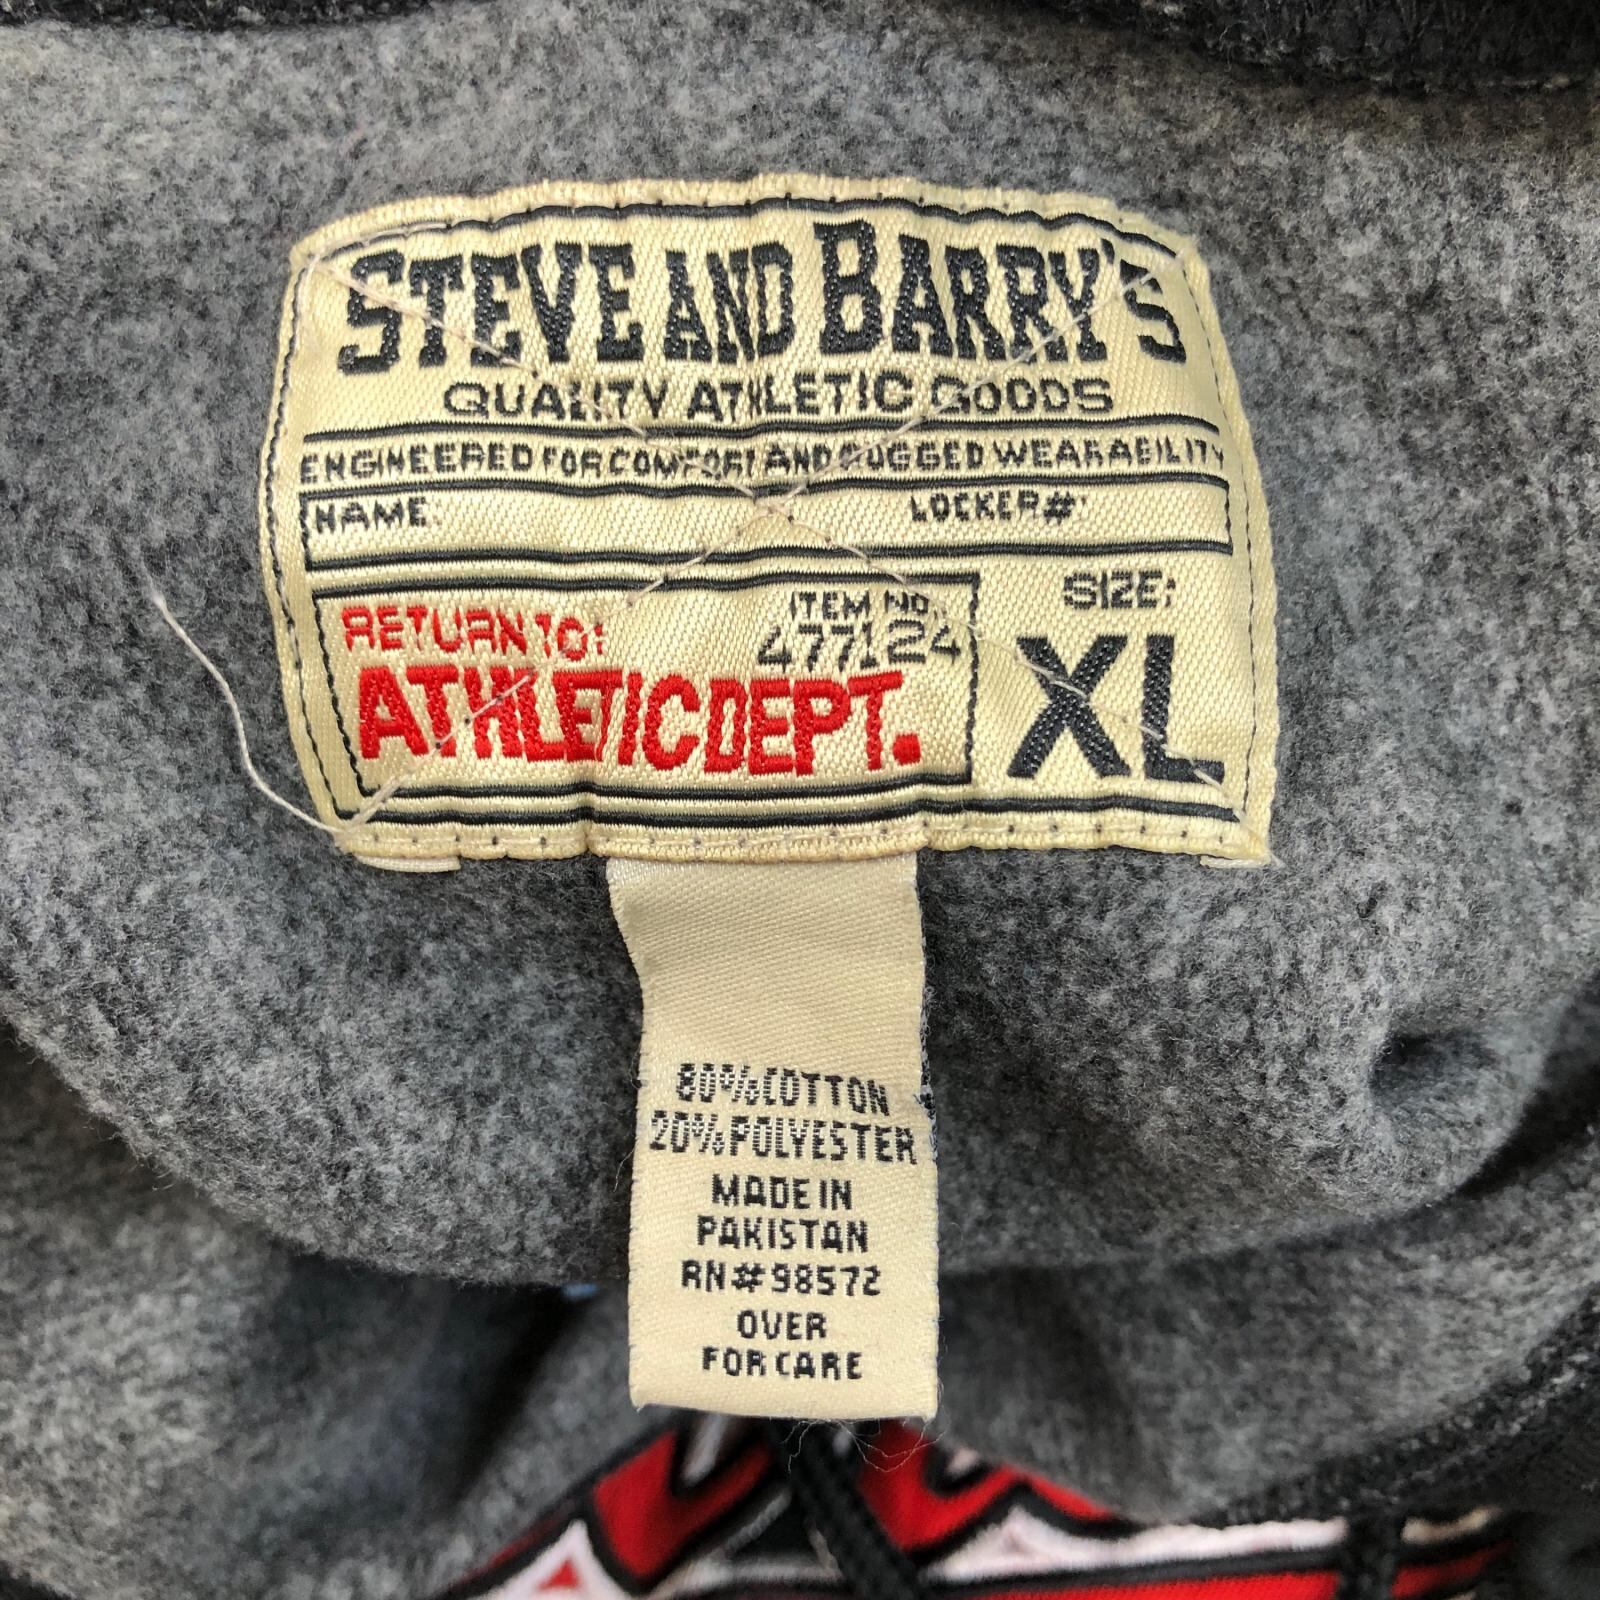 STEVE AND BARRY'S
QUALITY ATHLETIC GOODS
ENGINEERED FOR COMFORT AND RUGGED WEARABILITY
NAME: LOCKER#:
RETURN TO: ITEM NO. SIZE:
477124
ATHLETIC DEPT. XL
80% COTTON
20% POLYESTER
MADE IN
PAKISTAN
RN#98572
OVER
FOR CARE